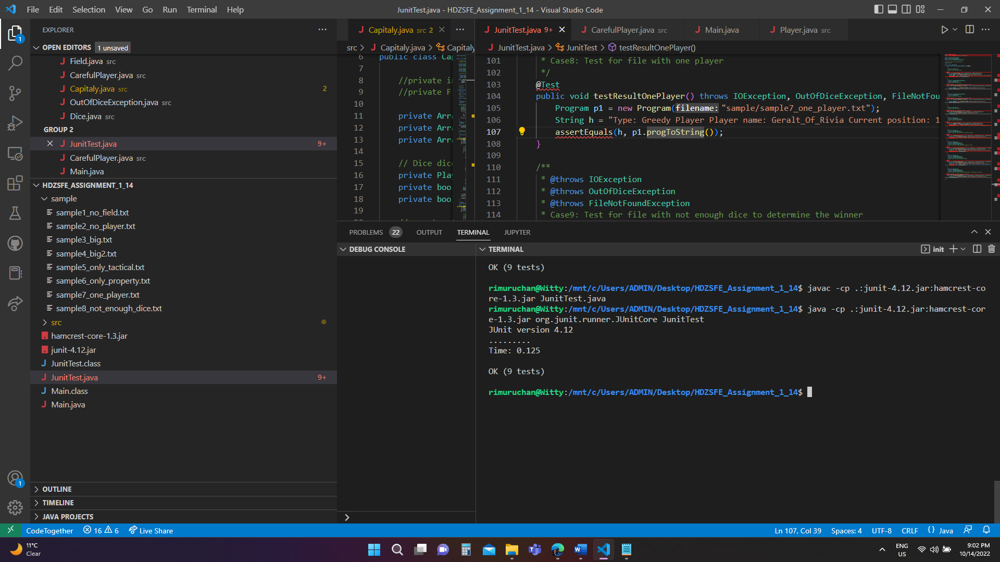 File Edit Selection View Go Run Terminal Help
JunitTest.java - HDZSFE_Assignment_1_14 - Visual Studio Code
EXPLORER
OPEN EDITORS 1 unsaved
Field.java src
CarefulPlayer.java src
Capitaly.java src 2
OutOfDiceException.java src
Dice.java src
GROUP 2
JunitTest.java 9+
CarefulPlayer.java src
Main.java
HDZSFE_ASSIGNMENT_1_14
sample
sample1_no_field.txt
sample2_no_player.txt
sample3_big.txt
sample4_big2.txt
sample5_only_tactical.txt
sample6_only_property.txt
sample7_one_player.txt
sample8_not_enough_dice.txt
src
hamcrest-core-1.3.jar
junit-4.12.jar
JunitTest.class
JunitTest.java 9+
Main.class
Main.java
OUTLINE
TIMELINE
JAVA PROJECTS
Capitaly.java src 2
src > Capitaly.java > Capitaly
6 public class Ca
7
8 //private i
9 //private F
10
11 private Arr
12 private Arr
13 private Arr
14
15 // Dice dic
16 private Play
17 private boo
18 private boo
19
JunitTest.java 9+ CarefulPlayer.java src Main.java Player.java src
JunitTest.java > JunitTest > testResultOnePlayer()
101 * Case8: Test for file with one player
102 */
103 @Test
104 public void testResultOnePlayer() throws IOException, OutOfDiceException, FileNotFou
105 Program p1 = new Program(filename: "sample/sample7_one_player.txt");
106 String h = "Type: Greedy Player Player name: Geralt_Of_Rivia Current position: 1
107 assertEquals(h, p1.progToString());
108 }
109
110 /**
111 * @throws IOException
112 * @throws OutOfDiceException
113 * @throws FileNotFoundException
114 * Case9: Test for file with not enough dice to determine the winner
PROBLEMS 22 OUTPUT TERMINAL JUPYTER
DEBUG CONSOLE
TERMINAL
init
OK (9 tests)
rimuruchan@Witty:/mnt/c/Users/ADMIN/Desktop/HDZSFE_Assignment_1_14$ javac -cp .:junit-4.12.jar:hamcrest-co
re-1.3.jar JunitTest.java
rimuruchan@Witty:/mnt/c/Users/ADMIN/Desktop/HDZSFE_Assignment_1_14$ java -cp .:junit-4.12.jar:hamcrest-cor
e-1.3.jar org.junit.runner.JUnitCore JunitTest
JUnit version 4.12
.........
Time: 0.125
OK (9 tests)
rimuruchan@Witty:/mnt/c/Users/ADMIN/Desktop/HDZSFE_Assignment_1_14$
1
1
CodeTogether 16 6 Live Share
Ln 107, Col 39 Spaces: 4 UTF-8 CRLF {} Java
11°C
Clear
ENG
US
9:02 PM
10/14/2022